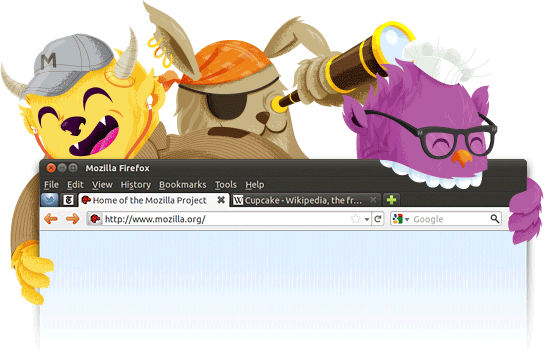 M
Mozilla Firefox
File Edit View History Bookmarks Tools Help
Home of the Mozilla Project W Cupcake - Wikipedia, the fr...
http://www.mozilla.org/ Google